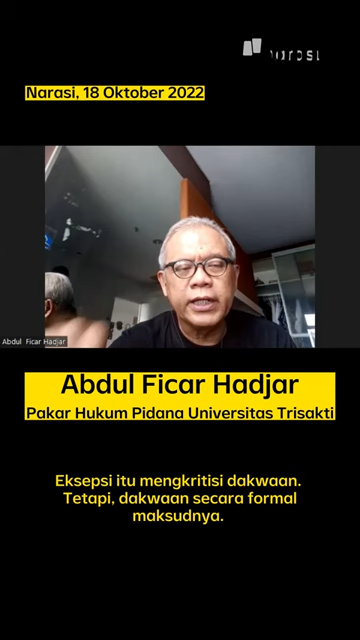 narasi
Narasi, 18 Oktober 2022
Abdul Ficar Hadjar
Abdul Ficar Hadjar
Pakar Hukum Pidana Universitas Trisakti
Eksepsi itu mengkritisi dakwaan.
Tetapi, dakwaan secara formal
maksudnya.